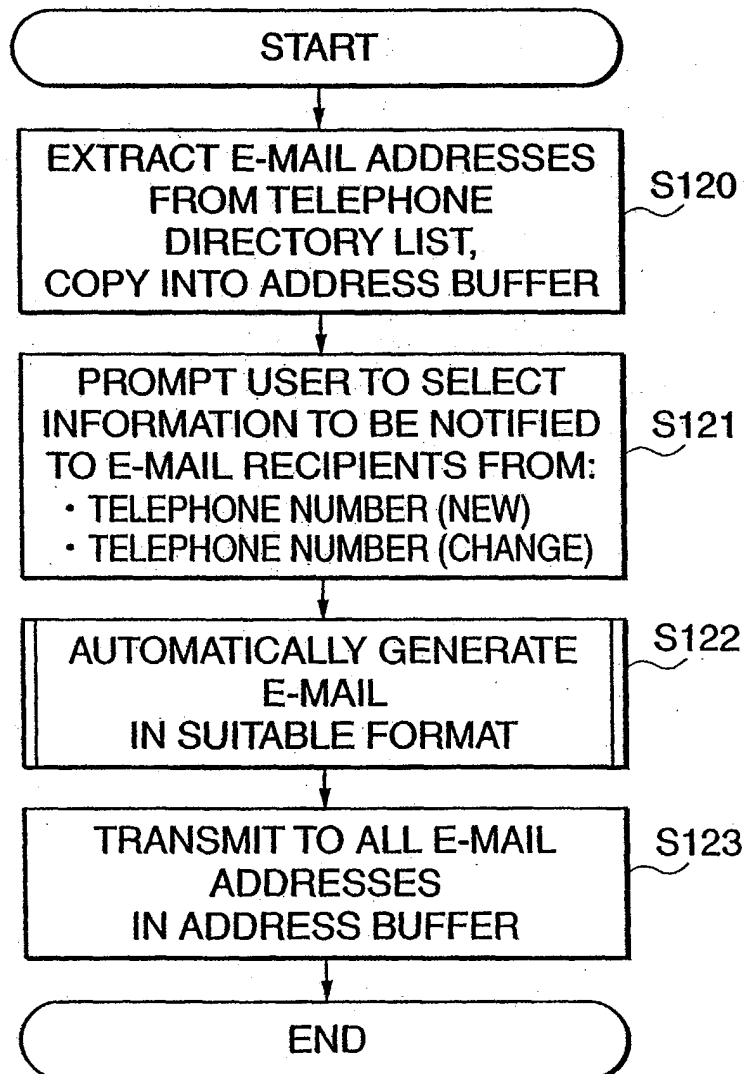 START
EXTRACT E-MAIL ADDRESSES
FROM TELEPHONE
DIRECTORY LIST,
COPY INTO ADDRESS BUFFER
S120
PROMPT USER TO SELECT
INFORMATION TO BE NOTIFIED
TO E-MAIL RECIPIENTS FROM:
・TELEPHONE NUMBER (NEW)
・TELEPHONE NUMBER (CHANGE)
S121
AUTOMATICALLY GENERATE
E-MAIL
IN SUITABLE FORMAT
S122
TRANSMIT TO ALL E-MAIL
ADDRESSES
IN ADDRESS BUFFER
S123
END